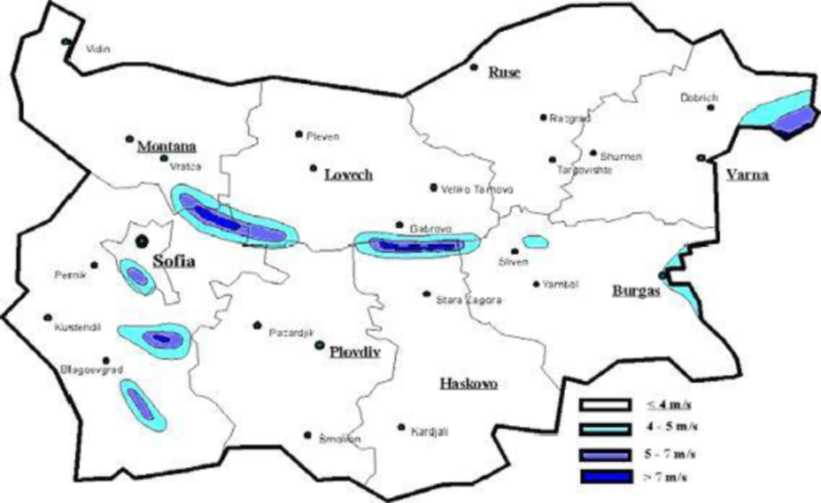 Vidin
Ruse
Dobrich
Razgrad
Montana
Pleven
Vratca
Lovech
Shumen
Targovishte
Varna
Veliko Tarnovo
Gabrovo
Sofia
Sliven
Pernik
Yambol
Burgas
Stara Zagora
Kustendil
Pazardjik
Plovdiv
Blagoevgrad
Haskovo
Smolian
Kardjali
≤ 4 m/s
4 - 5 m/s
5 - 7 m/s
> 7 m/s